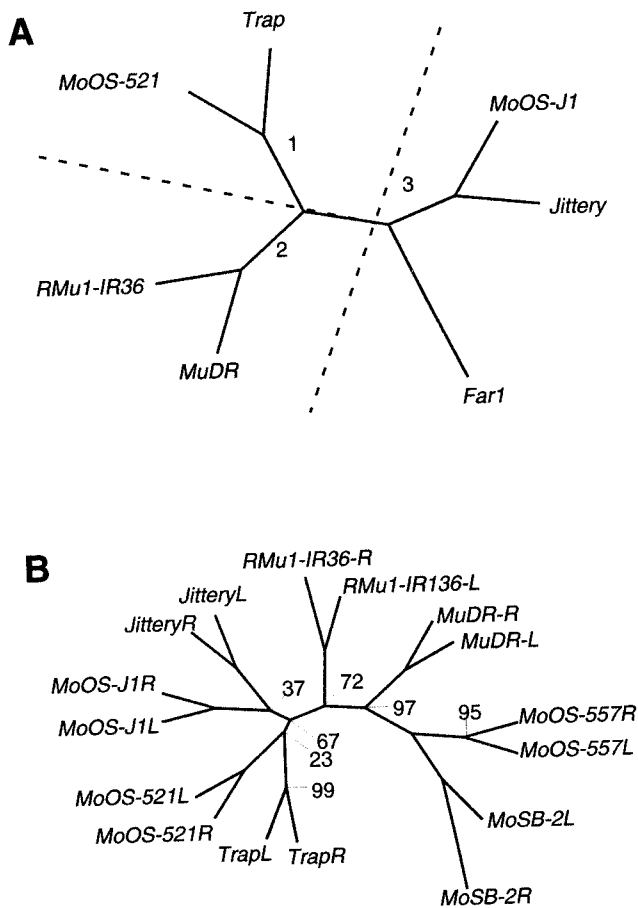 A
Trap
MoOS-521
MoOS-J1
1
3
Jittery
2
RMu1-IR36
MuDR
Far1
B
RMu1-IR36-R
RMu1-IR136-L
JitteryL
MuDR-R
JitteryR
MuDR-L
MoOS-J1R
37
72
97
95
MoOS-557R
MoOS-J1L
67
MoOS-557L
23
MoOS-521L
99
MoSB-2L
MoOS-521R
TrapL
TrapR
MoSB-2R